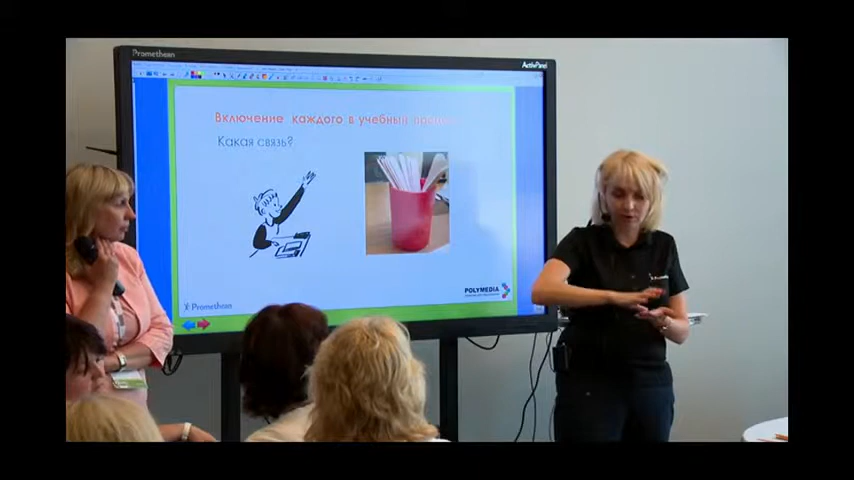 Promethean
ActivPanel
Включение каждого в учебный процесс
Какая связь?
Promethean
POLYMEDIA